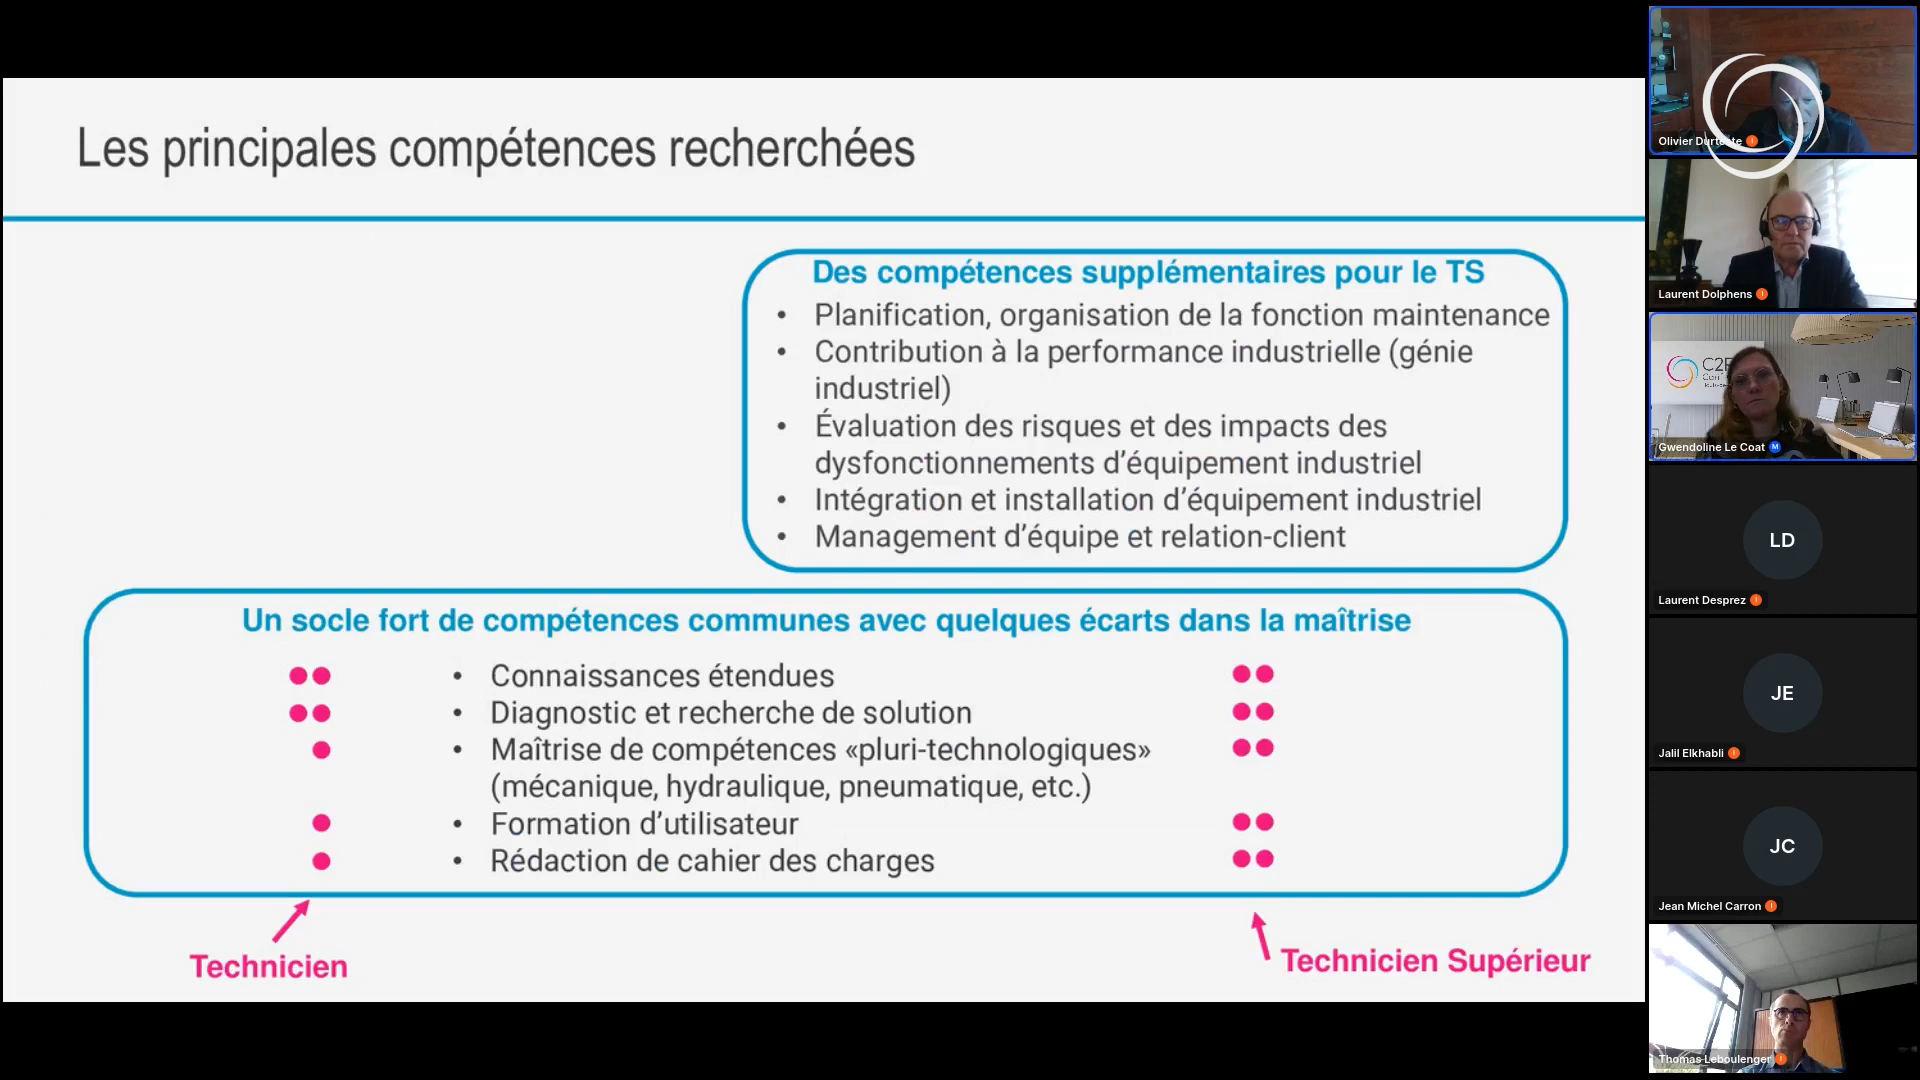 Les principales compétences recherchées
Des compétences supplémentaires pour le TS
• Planification, organisation de la fonction maintenance
• Contribution à la performance industrielle (génie
industriel)
• Évaluation des risques et des impacts des
dysfonctionnements d’équipement industriel
• Intégration et installation d’équipement industriel
• Management d’équipe et relation-client
Un socle fort de compétences communes avec quelques écarts dans la maîtrise
• Connaissances étendues
• Diagnostic et recherche de solution
• Maîtrise de compétences «pluri-technologiques»
(mécanique, hydraulique, pneumatique, etc.)
• Formation d’utilisateur
• Rédaction de cahier des charges
Technicien
Technicien Supérieur
Olivier
Laurent Dolphens
Gwendoline Le Coat
M
LD
Laurent Desprez
JE
Jalil Elkhabli
JC
Jean Michel Carron
Thomas Leboulenger